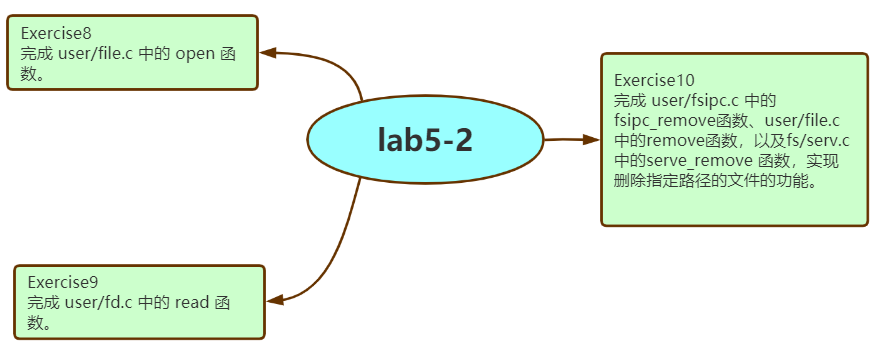 Exercise8
完成 user/file.c 中的 open 函
数。
lab5-2
Exercise10
完成 user/fsipc.c 中的
fsipc_remove函数、user/file.c
中的remove函数，以及fs/serv.c
中的serve_remove 函数，实现
删除指定路径的文件的功能。
Exercise9
完成 user/fd.c 中的 read 函
数。